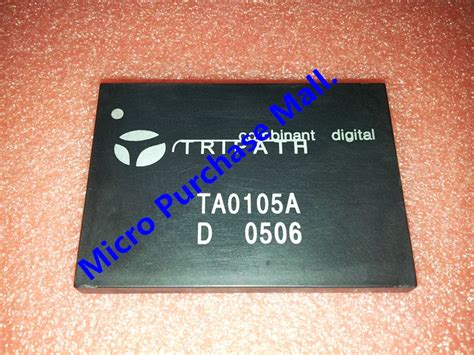 combinant digital
TRIPATH
TA0105A
D 0506
Micro Purchase Mall.